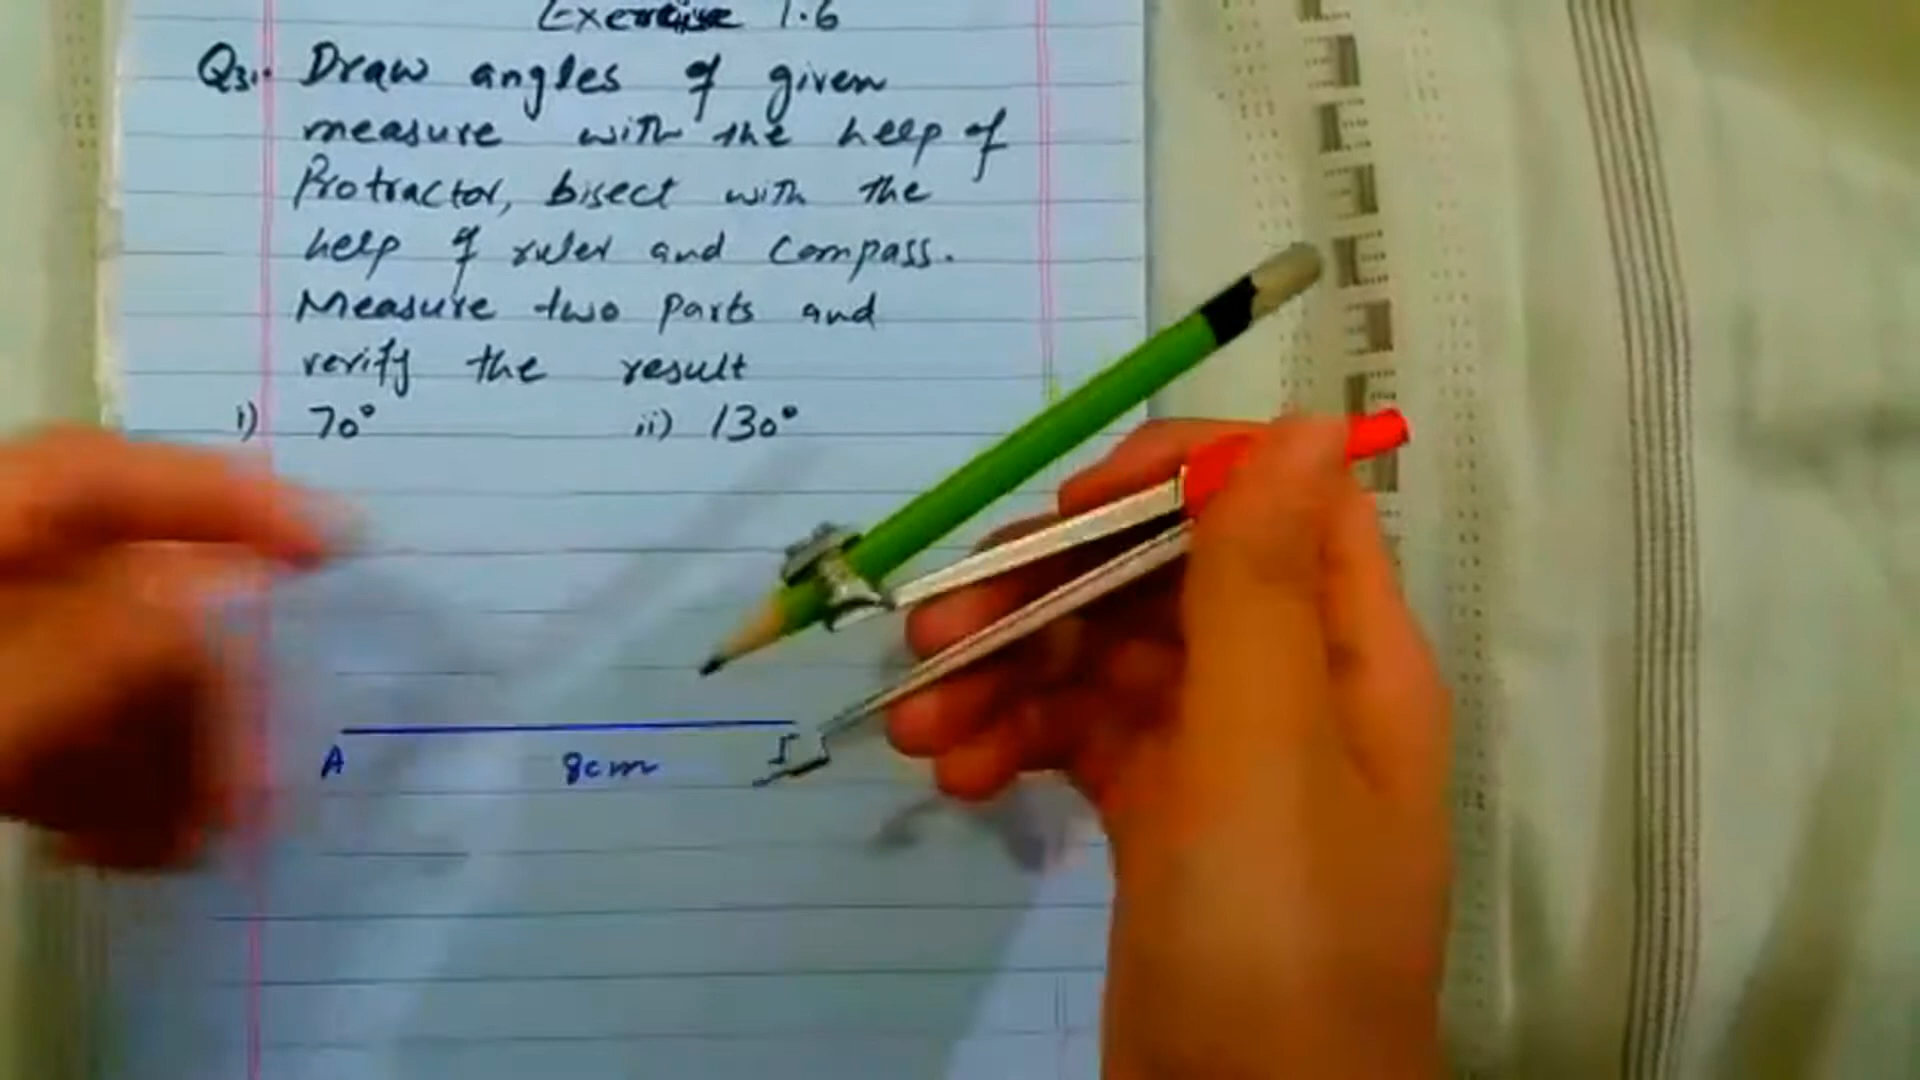 Exercise 1.6
Q3. Draw angles of given
measure with the help of
Protractor, bisect with the
help of ruler and compass.
Measure two parts and
verify the result
i) 70° ii) 130°
A 8cm